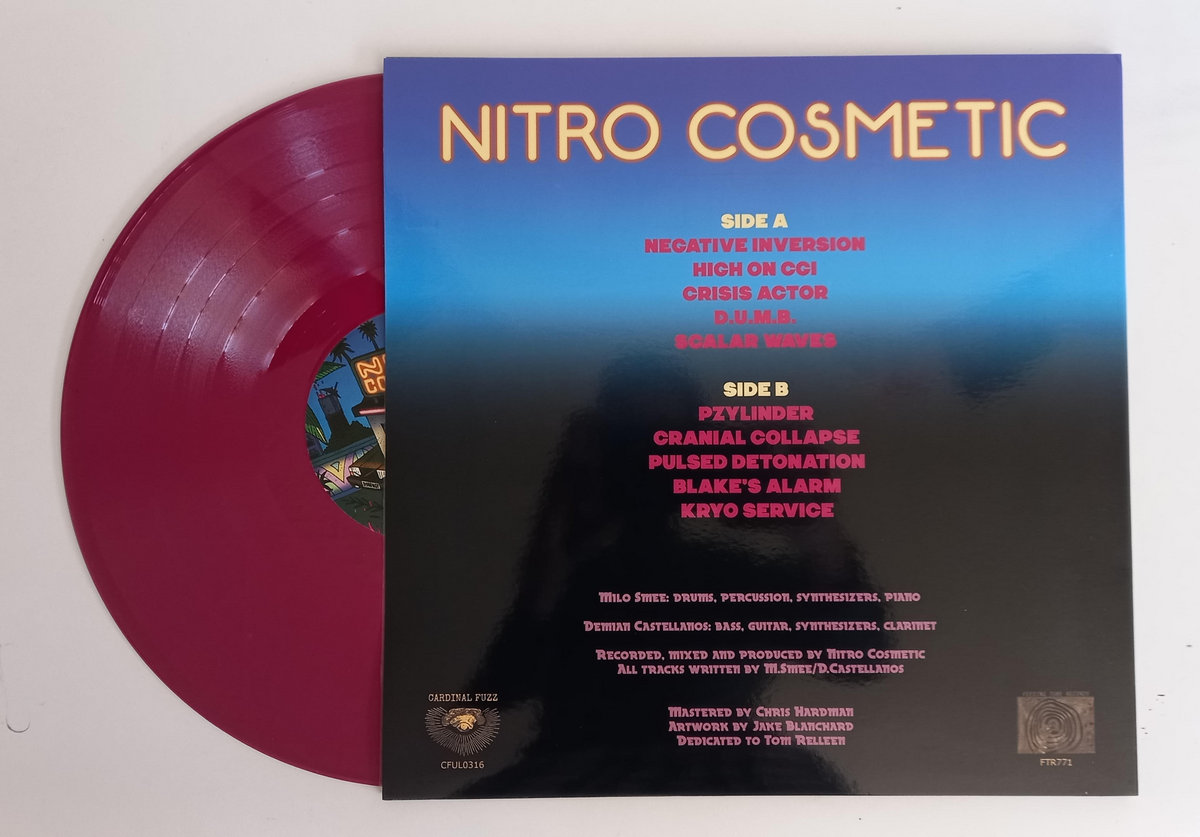 NITRO COSMETIC
SIDE A
NEGATIVE INVERSION
HIGH ON CGI
CRISIS ACTOR
D.U.M.B.
SCALAR WAVES
SIDE B
PZYLINDER
CRANIAL COLLAPSE
PULSED DETONATION
BLAKE'S ALARM
KRYO SERVICE
MILO SMEE: DRUMS, PERCUSSION, SYNTHESIZERS, PIANO
DEMIAN CASTELLANOS: BASS, GUITAR, SYNTHESIZERS, CLARINET
RECORDED, MIXED AND PRODUCED BY NITRO COSMETIC
ALL TRACKS WRITTEN BY M.SMEE/D.CASTELLANOS
MASTERED BY CHRIS HARDMAN
ARTWORK BY JAKE BLANCHARD
DEDICATED TO TOM RELLEEN
CARDINAL FUZZ
CFUL0316
FEEDING TUBE RECORDS
FTR771